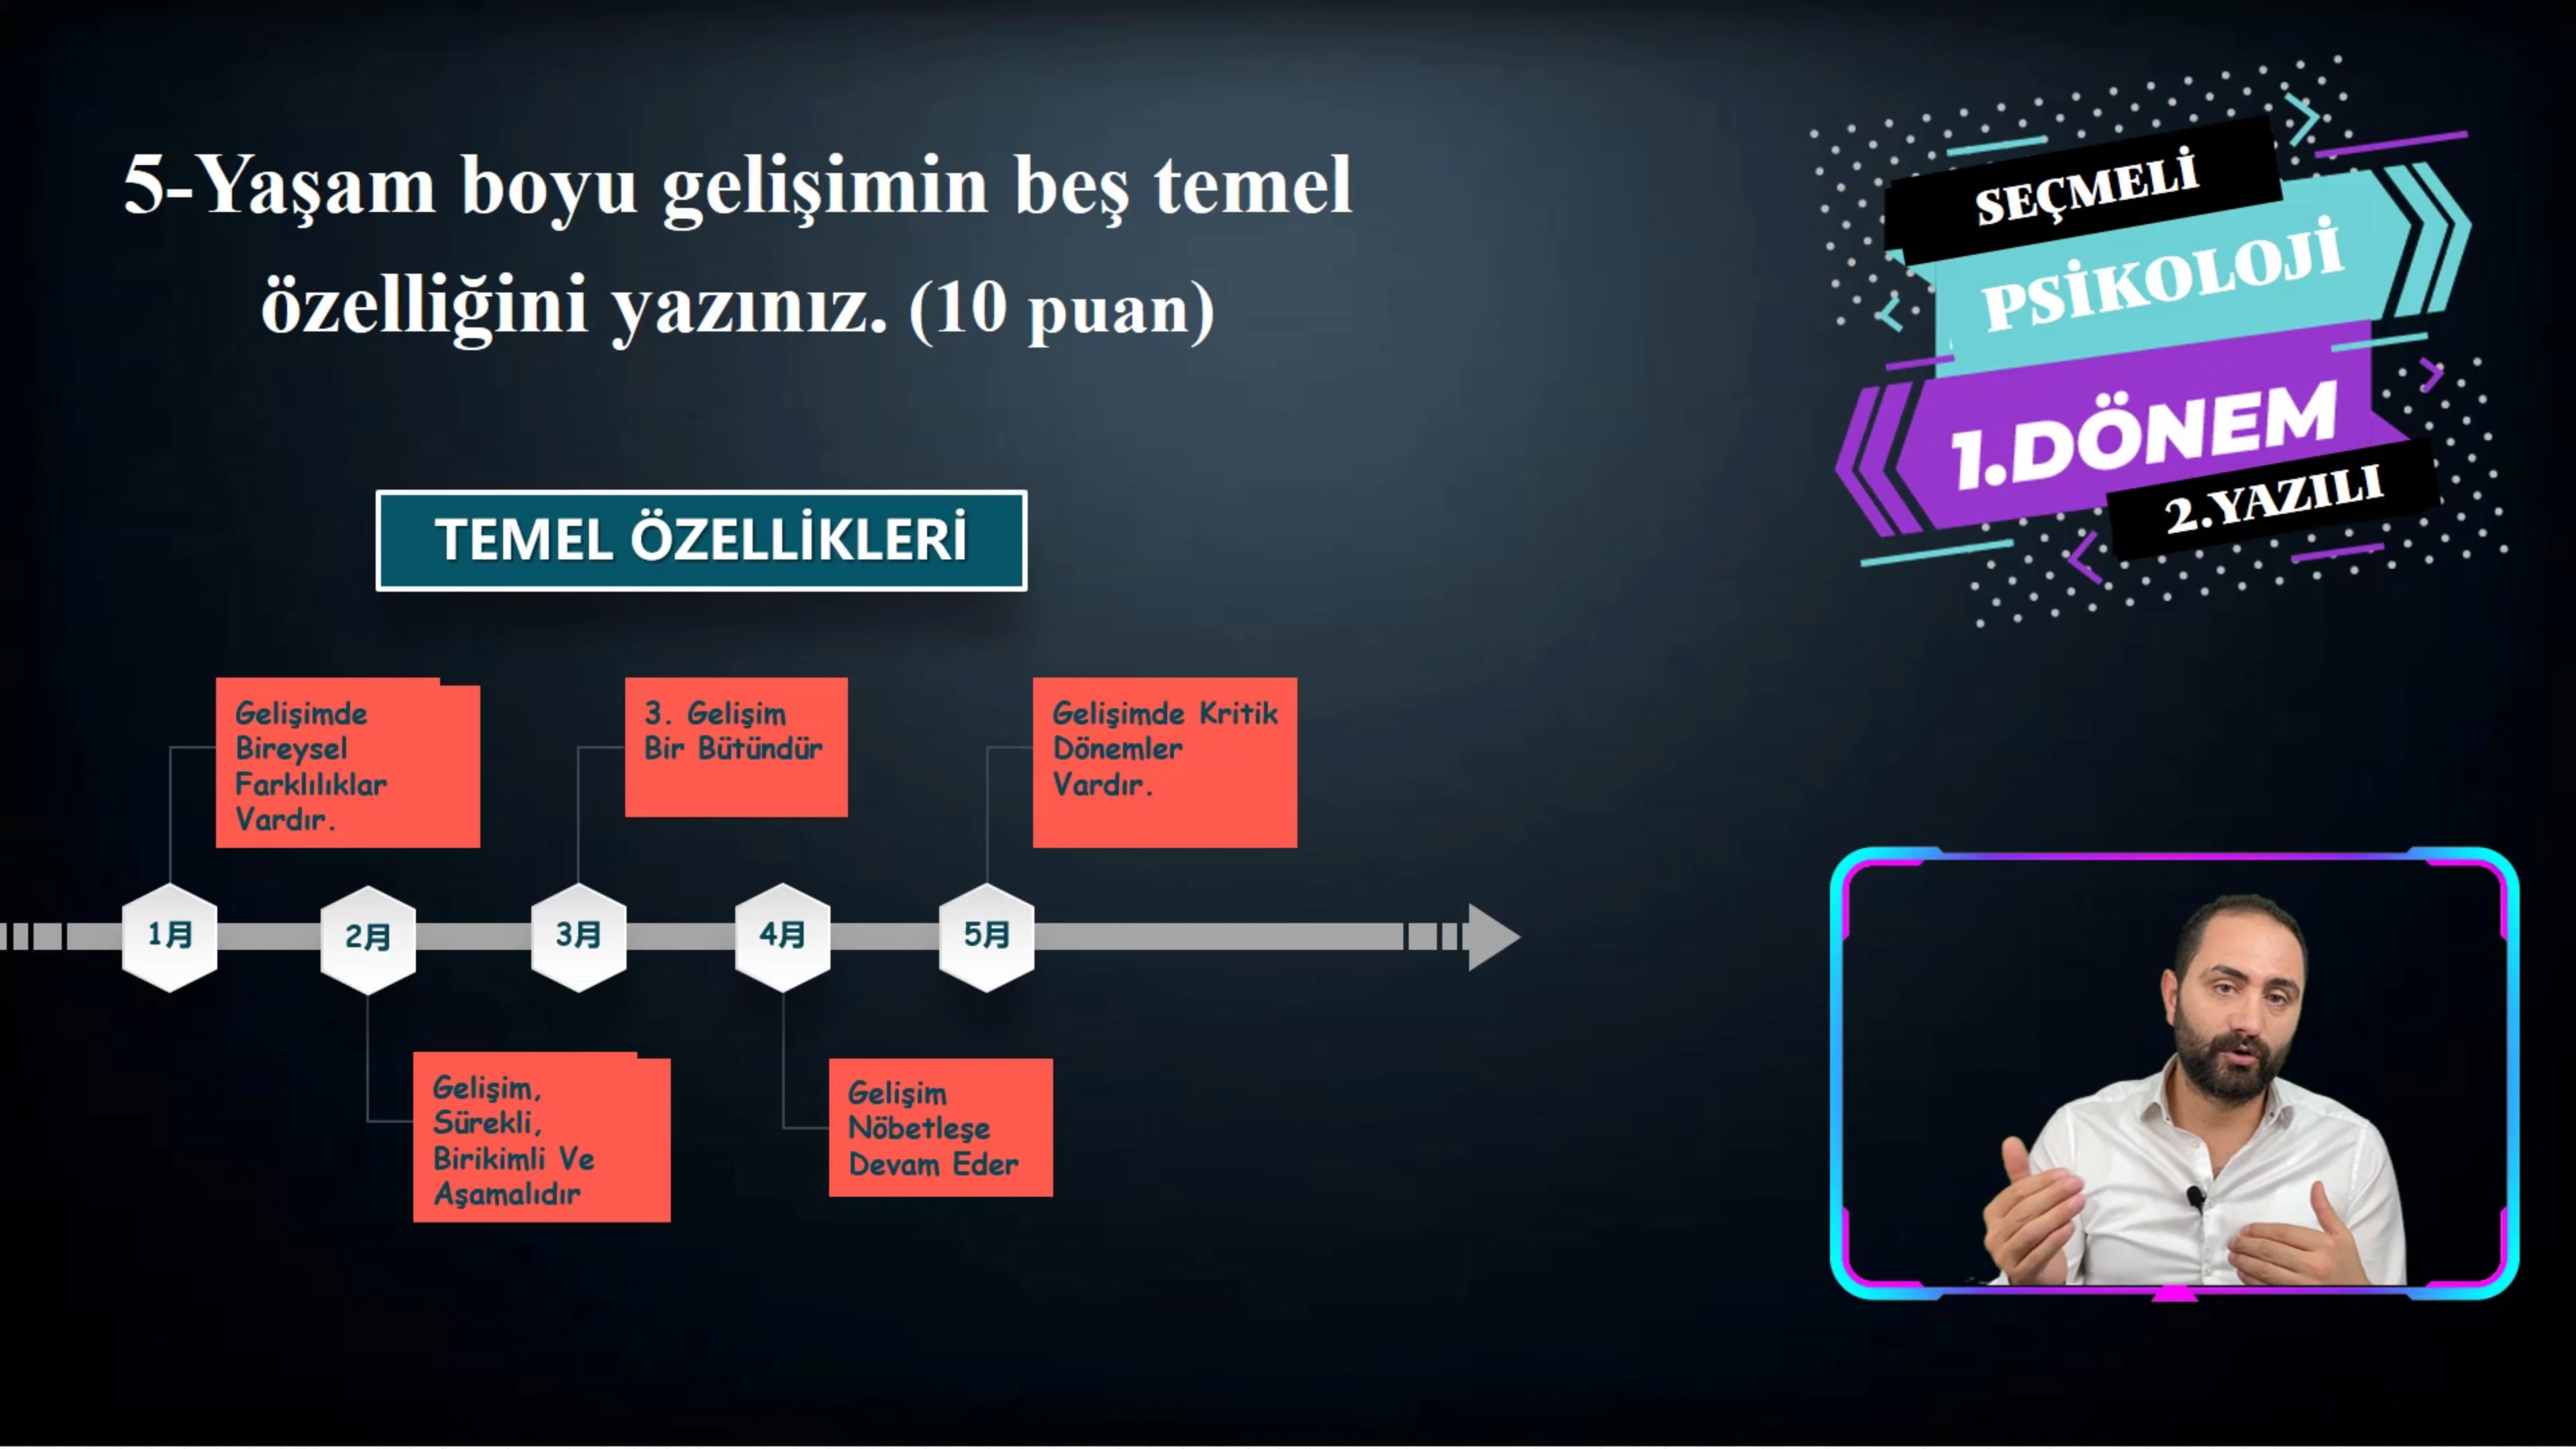 5-Yaşam boyu gelişimin beş temel
özelliğini yazınız. (10 puan)
SEÇMELİ
PSİKOLOJİ
1.DÖNEM
2.YAZILI
TEMEL ÖZELLİKLERİ
Gelişimde
Bireysel
Farklılıklar
Vardır.
3. Gelişim
Bir Bütündür
Gelişimde Kritik
Dönemler
Vardır.
1月
2月
3月
4月
5月
Gelişim,
Sürekli,
Birikimli Ve
Aşamalıdır
Gelişim
Nöbetleşe
Devam Eder